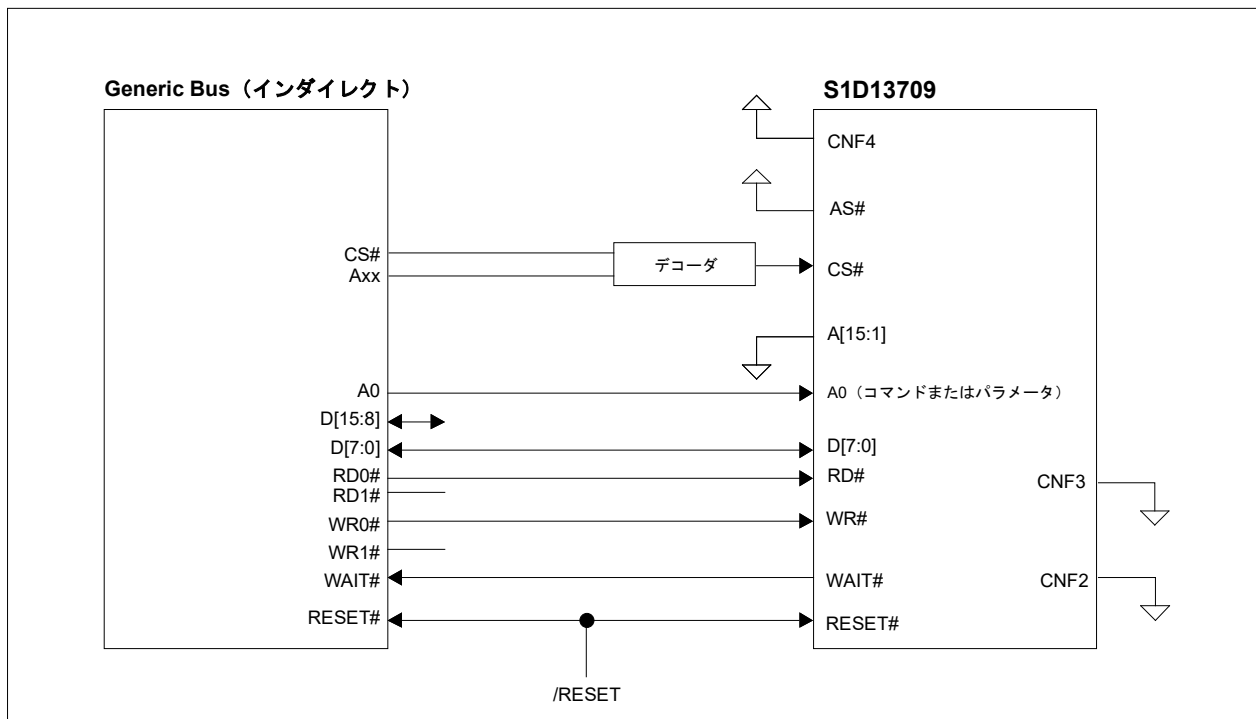 Generic Bus（インダイレクト）
CS#
Axx
A0
D[15:8]
D[7:0]
RD0#
RD1#
WR0#
WR1#
WAIT#
RESET#
デコーダ
/RESET
S1D13709
CNF4
AS#
CS#
A[15:1]
A0（コマンドまたはパラメータ）
D[7:0]
RD#
WR#
WAIT#
RESET#
CNF3
CNF2